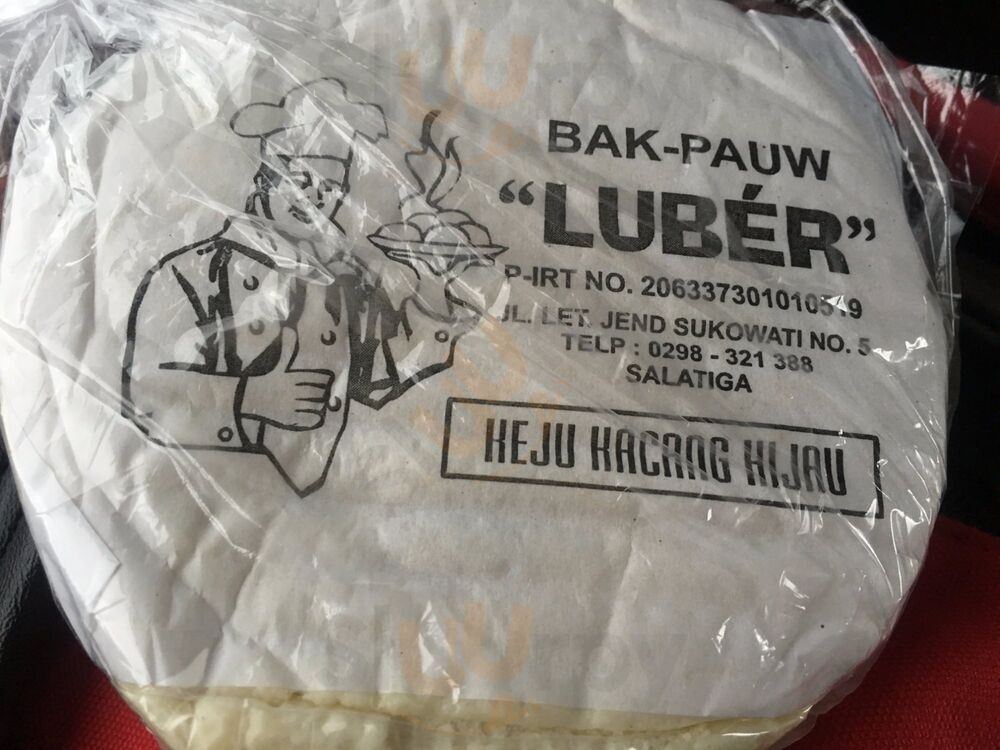 BAK-PAUW
"LUBÉR"
P-IRT NO. 206337301010519
JL. LET. JEND SUKOWATI NO. 5
TELP : 0298 - 321 388
SALATIGA
KEJU KACANG HIJAU